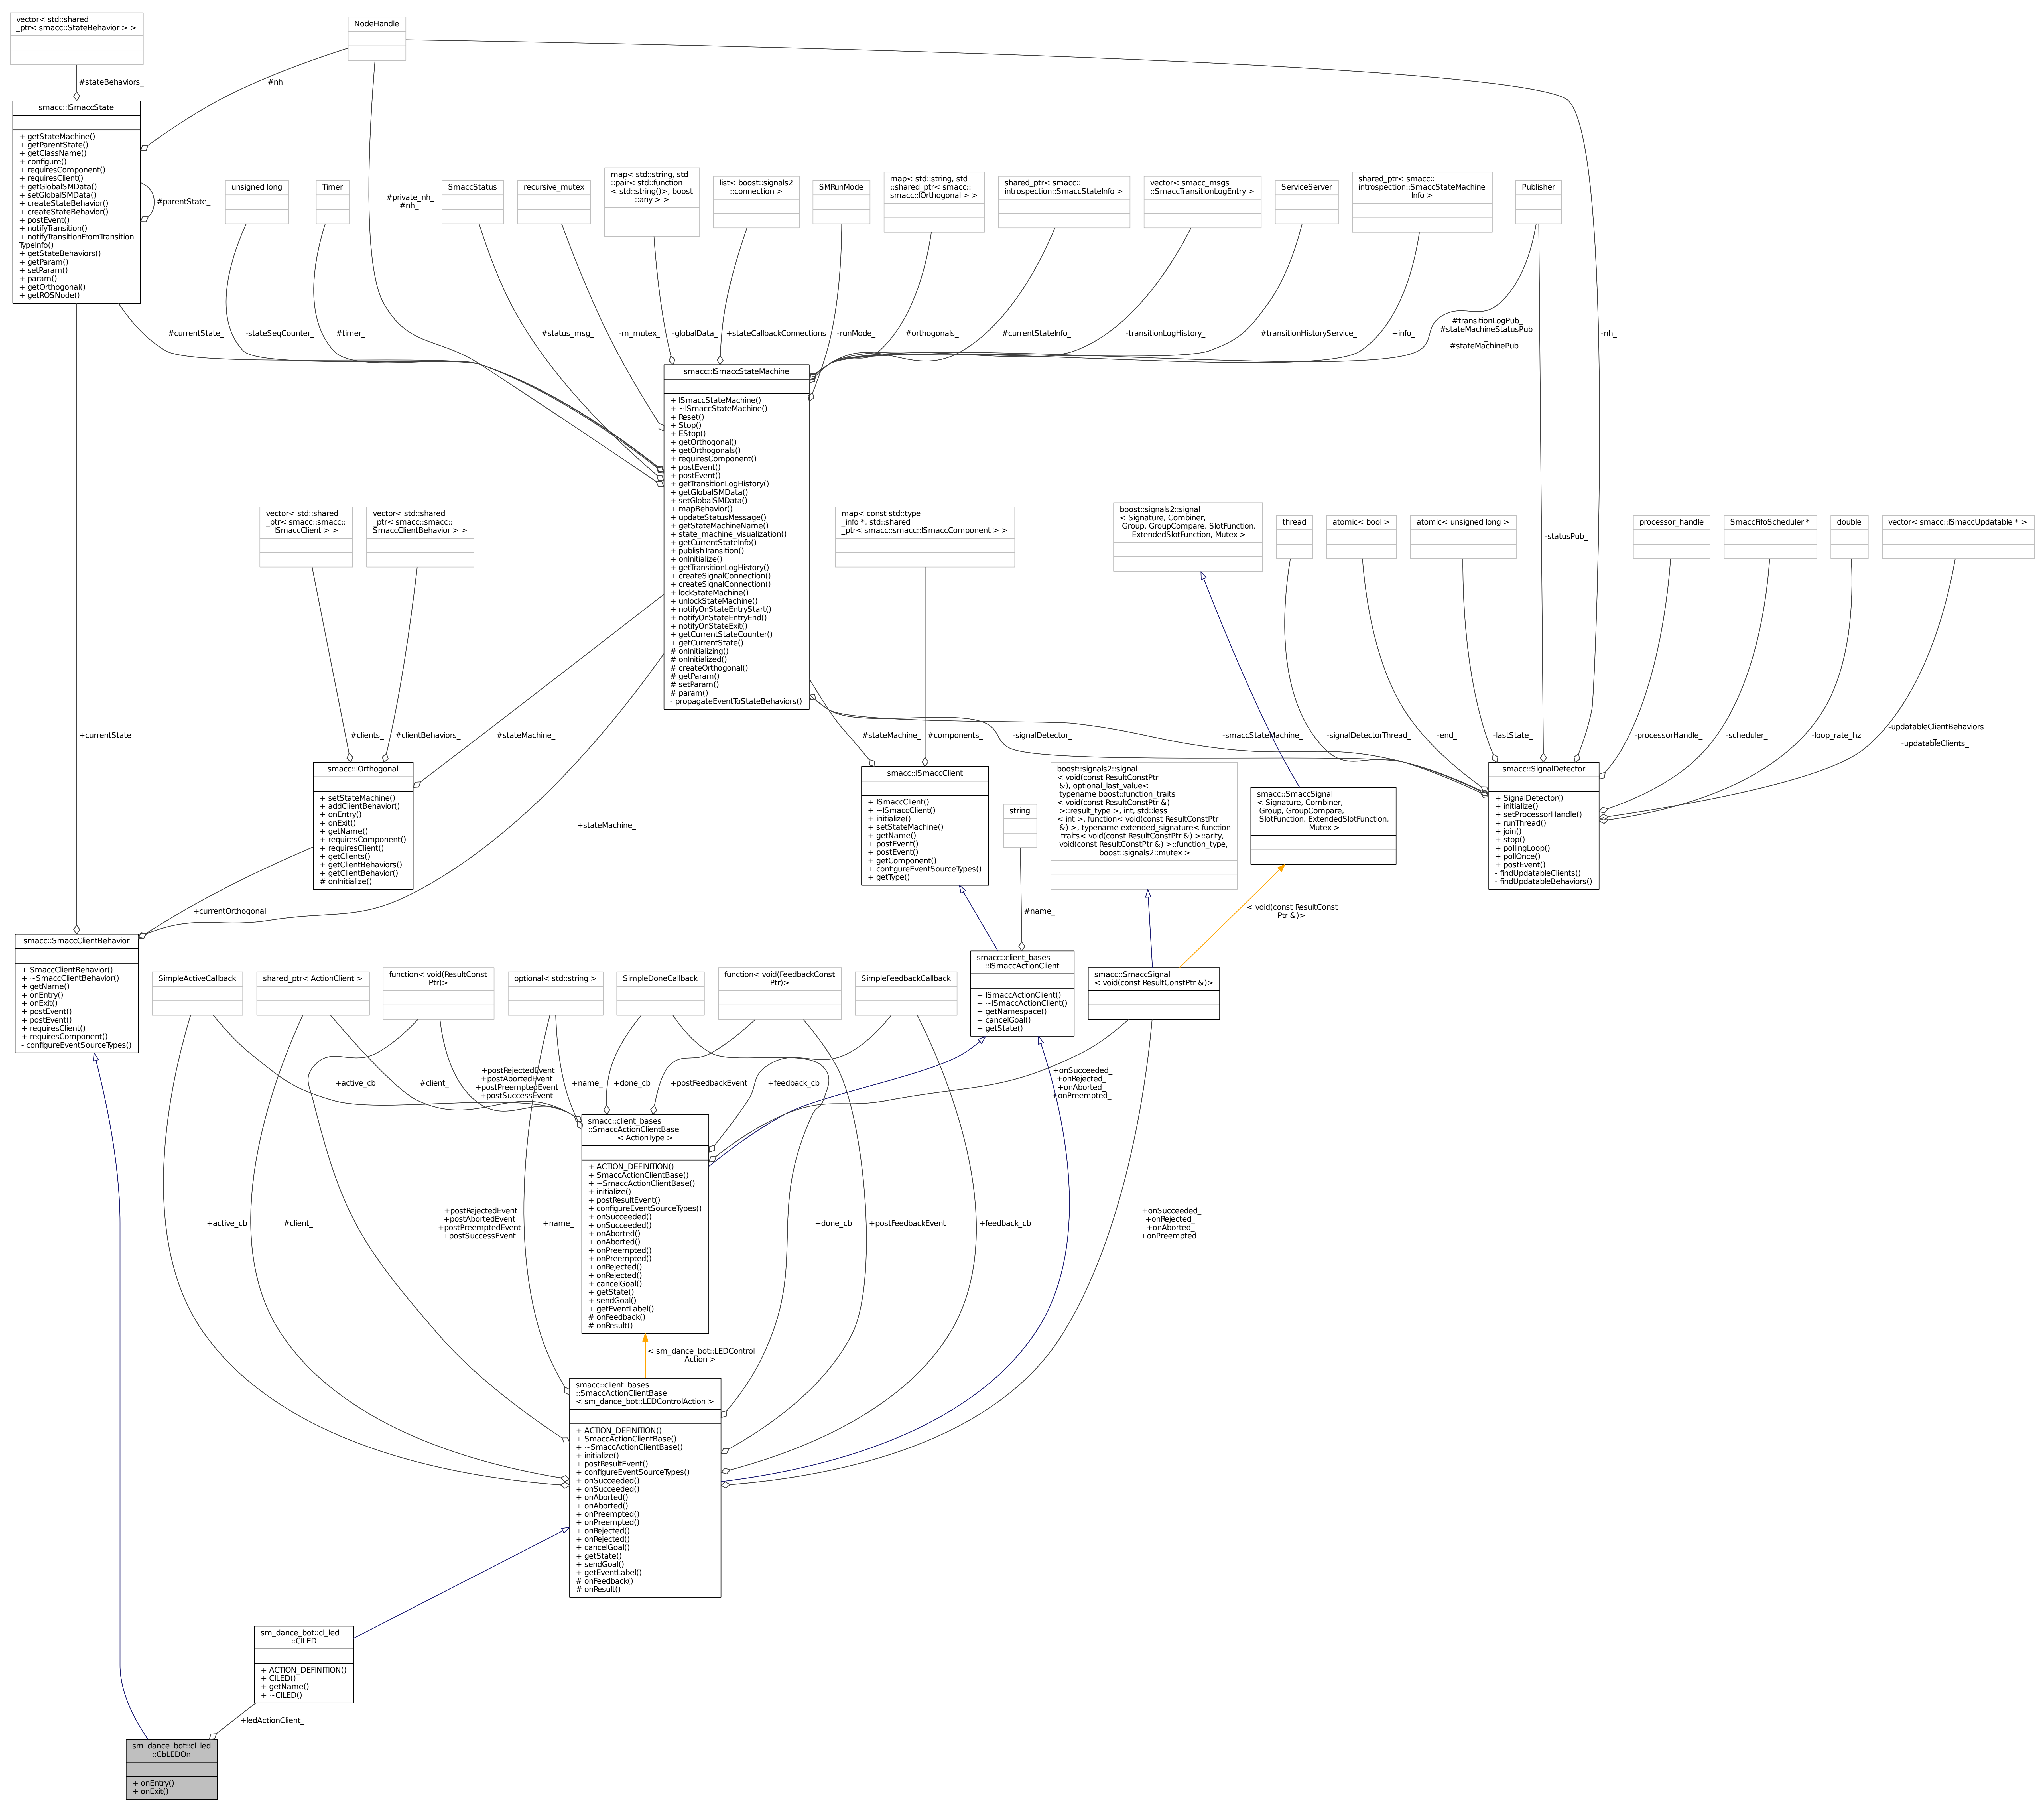 vector< std::shared
_ptr< smacc::StateBehavior > >
NodeHandle
#stateBehaviors_
#nh
smacc::ISmaccState
+ getStateMachine()
+ getParentState()
+ getClassName()
+ configure()
+ requiresComponent()
+ requiresClient()
+ getGlobalSMData()
+ setGlobalSMData()
+ createStateBehavior()
+ createStateBehavior()
+ postEvent()
+ notifyTransition()
+ notifyTransitionFromTransition
TypeInfo()
+ getStateBehaviors()
+ getParam()
+ setParam()
+ param()
+ getOrthogonal()
+ getROSNode()
#parentState_
unsigned long
Timer
#private_nh_
#nh_
SmaccStatus
recursive_mutex
map< std::string, std
::pair< std::function
< std::string()>, boost
::any > >
list< boost::signals2
::connection >
SMRunMode
map< std::string, std
::shared_ptr< smacc::
smacc::IOrthogonal > >
shared_ptr< smacc::
introspection::SmaccStateInfo >
vector< smacc_msgs
::SmaccTransitionLogEntry >
ServiceServer
shared_ptr< smacc::
introspection::SmaccStateMachine
Info >
Publisher
#currentState_
-stateSeqCounter_
#timer_
#status_msg_
-m_mutex_
-globalData_
+stateCallbackConnections
-runMode_
#orthogonals_
#currentStateInfo_
-transitionLogHistory_
#transitionHistoryService_
+info_
#transitionLogPub_
#stateMachineStatusPub
_
#stateMachinePub_
-nh_
smacc::ISmaccStateMachine
+ ISmaccStateMachine()
+ ~ISmaccStateMachine()
+ Reset()
+ Stop()
+ EStop()
+ getOrthogonal()
+ getOrthogonals()
+ requiresComponent()
+ postEvent()
+ postEvent()
+ getTransitionLogHistory()
+ getGlobalSMData()
+ setGlobalSMData()
+ mapBehavior()
+ updateStatusMessage()
+ getStateMachineName()
+ state_machine_visualization()
+ getCurrentStateInfo()
+ publishTransition()
+ onInitialize()
+ getTransitionLogHistory()
+ createSignalConnection()
+ createSignalConnection()
+ lockStateMachine()
+ unlockStateMachine()
+ notifyOnStateEntryStart()
+ notifyOnStateEntryEnd()
+ notifyOnStateExit()
+ getCurrentStateCounter()
+ getCurrentState()
# onInitializing()
# onInitialized()
# createOrthogonal()
# getParam()
# setParam()
# param()
- propagateEventToStateBehaviors()
vector< std::shared
_ptr< smacc::smacc::
ISmaccClient > >
vector< std::shared
_ptr< smacc::smacc::
SmaccClientBehavior > >
map< const std::type
_info *, std::shared
_ptr< smacc::smacc::ISmaccComponent > >
boost::signals2::signal
< Signature, Combiner,
Group, GroupCompare, SlotFunction,
ExtendedSlotFunction, Mutex >
thread
atomic< bool >
atomic< unsigned long >
-statusPub_
processor_handle
SmaccFifoScheduler *
double
vector< smacc::ISmaccUpdatable * >
+currentState
#clients_
#clientBehaviors_
#stateMachine_
#stateMachine_
#components_
-signalDetector_
-smaccStateMachine_
-signalDetectorThread_
-end_
-lastState_
-processorHandle_
-scheduler_
-loop_rate_hz
-updatableClientBehaviors
_
-updatableClients_
smacc::IOrthogonal
+ setStateMachine()
+ addClientBehavior()
+ onEntry()
+ onExit()
+ getName()
+ requiresComponent()
+ requiresClient()
+ getClients()
+ getClientBehaviors()
+ getClientBehavior()
# onInitialize()
+stateMachine_
smacc::ISmaccClient
+ ISmaccClient()
+ ~ISmaccClient()
+ initialize()
+ setStateMachine()
+ getName()
+ postEvent()
+ postEvent()
+ getComponent()
+ configureEventSourceTypes()
+ getType()
string
boost::signals2::signal
< void(const ResultConstPtr
&), optional_last_value<
typename boost::function_traits
< void(const ResultConstPtr &)
>::result_type >, int, std::less
< int >, function< void(const ResultConstPtr
&) >, typename extended_signature< function
_traits< void(const ResultConstPtr &) >::arity,
void(const ResultConstPtr &) >::function_type,
boost::signals2::mutex >
smacc::SmaccSignal
< Signature, Combiner,
Group, GroupCompare,
SlotFunction, ExtendedSlotFunction,
Mutex >
smacc::SignalDetector
+ SignalDetector()
+ initialize()
+ setProcessorHandle()
+ runThread()
+ join()
+ stop()
+ pollingLoop()
+ pollOnce()
+ postEvent()
- findUpdatableClients()
- findUpdatableBehaviors()
+currentOrthogonal
#name_
< void(const ResultConst
Ptr &)>
smacc::SmaccClientBehavior
+ SmaccClientBehavior()
+ ~SmaccClientBehavior()
+ getName()
+ onEntry()
+ onExit()
+ postEvent()
+ postEvent()
+ requiresClient()
+ requiresComponent()
- configureEventSourceTypes()
SimpleActiveCallback
shared_ptr< ActionClient >
function< void(ResultConst
Ptr)>
optional< std::string >
SimpleDoneCallback
function< void(FeedbackConst
Ptr)>
SimpleFeedbackCallback
smacc::client_bases
::ISmaccActionClient
+ ISmaccActionClient()
+ ~ISmaccActionClient()
+ getNamespace()
+ cancelGoal()
+ getState()
smacc::SmaccSignal
< void(const ResultConstPtr &)>
+active_cb
#client_
+postRejectedEvent
+postAbortedEvent
+postPreemptedEvent
+postSuccessEvent
+name_
+done_cb
+postFeedbackEvent
+feedback_cb
+onSucceeded_
+onRejected_
+onAborted_
+onPreempted_
smacc::client_bases
::SmaccActionClientBase
< ActionType >
+ ACTION_DEFINITION()
+ SmaccActionClientBase()
+ ~SmaccActionClientBase()
+ initialize()
+ postResultEvent()
+ configureEventSourceTypes()
+ onSucceeded()
+ onSucceeded()
+ onAborted()
+ onAborted()
+ onPreempted()
+ onPreempted()
+ onRejected()
+ onRejected()
+ cancelGoal()
+ getState()
+ sendGoal()
+ getEventLabel()
# onFeedback()
# onResult()
+active_cb
#client_
+postRejectedEvent
+postAbortedEvent
+postPreemptedEvent
+postSuccessEvent
+name_
+done_cb
+postFeedbackEvent
+feedback_cb
+onSucceeded_
+onRejected_
+onAborted_
+onPreempted_
< sm_dance_bot::LEDControl
Action >
smacc::client_bases
::SmaccActionClientBase
< sm_dance_bot::LEDControlAction >
+ ACTION_DEFINITION()
+ SmaccActionClientBase()
+ ~SmaccActionClientBase()
+ initialize()
+ postResultEvent()
+ configureEventSourceTypes()
+ onSucceeded()
+ onSucceeded()
+ onAborted()
+ onAborted()
+ onPreempted()
+ onPreempted()
+ onRejected()
+ onRejected()
+ cancelGoal()
+ getState()
+ sendGoal()
+ getEventLabel()
# onFeedback()
# onResult()
sm_dance_bot::cl_led
::ClLED
+ ACTION_DEFINITION()
+ ClLED()
+ getName()
+ ~ClLED()
+ledActionClient_
sm_dance_bot::cl_led
::CbLEDOn
+ onEntry()
+ onExit()